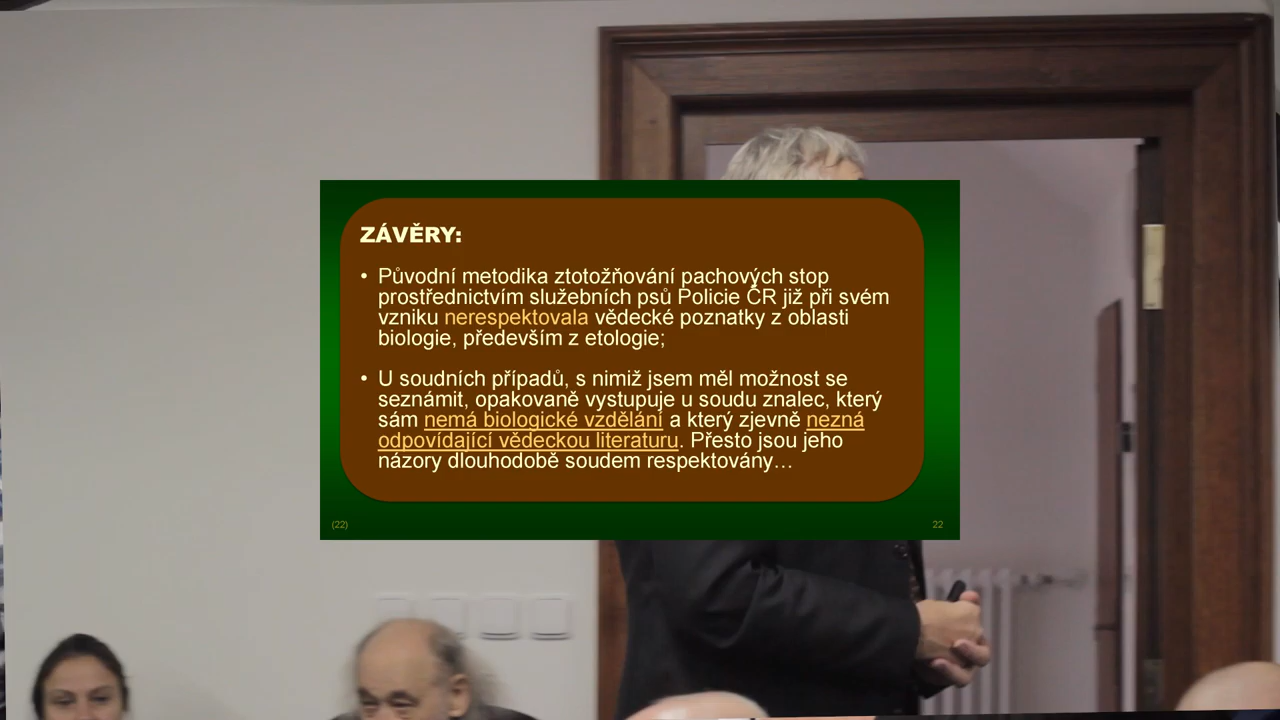 ZÁVĚRY:
• Původní metodika ztotožňování pachových stop
prostřednictvím služebních psů Policie ČR již při svém
vzniku nerespektovala vědecké poznatky z oblasti
biologie, především z etologie;
• U soudních případů, s nimiž jsem měl možnost se
seznámit, opakovaně vystupuje u soudu znalec, který
sám nemá biologické vzdělání a který zjevně nezná
odpovídající vědeckou literaturu. Přesto jsou jeho
názory dlouhodobě soudem respektovány…
(22)
22